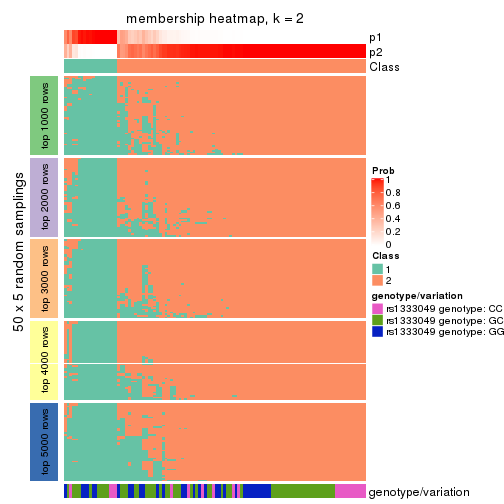 membership heatmap, k = 2
p1
p2
Class
50 x 5 random samplings
top 1000 rows
top 2000 rows
top 3000 rows
top 4000 rows
top 5000 rows
Prob
1
0.8
0.6
0.4
0.2
0
Class
1
2
genotype/variation
rs1333049 genotype: CC
rs1333049 genotype: GC
rs1333049 genotype: GG
genotype/variation